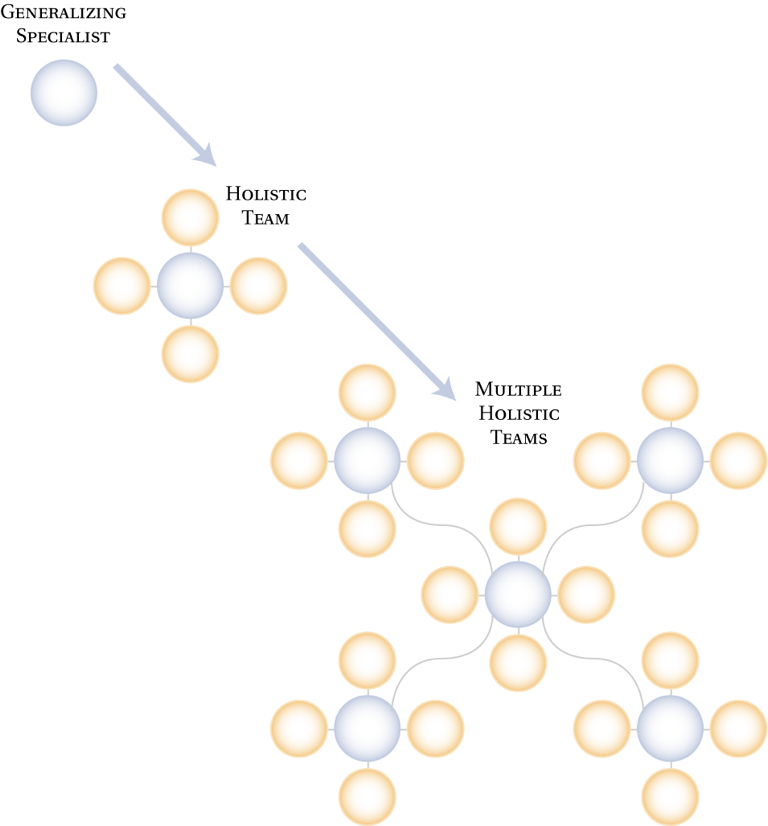 Generalizing
Specialist
Holistic
Team
Multiple
Holistic
Teams